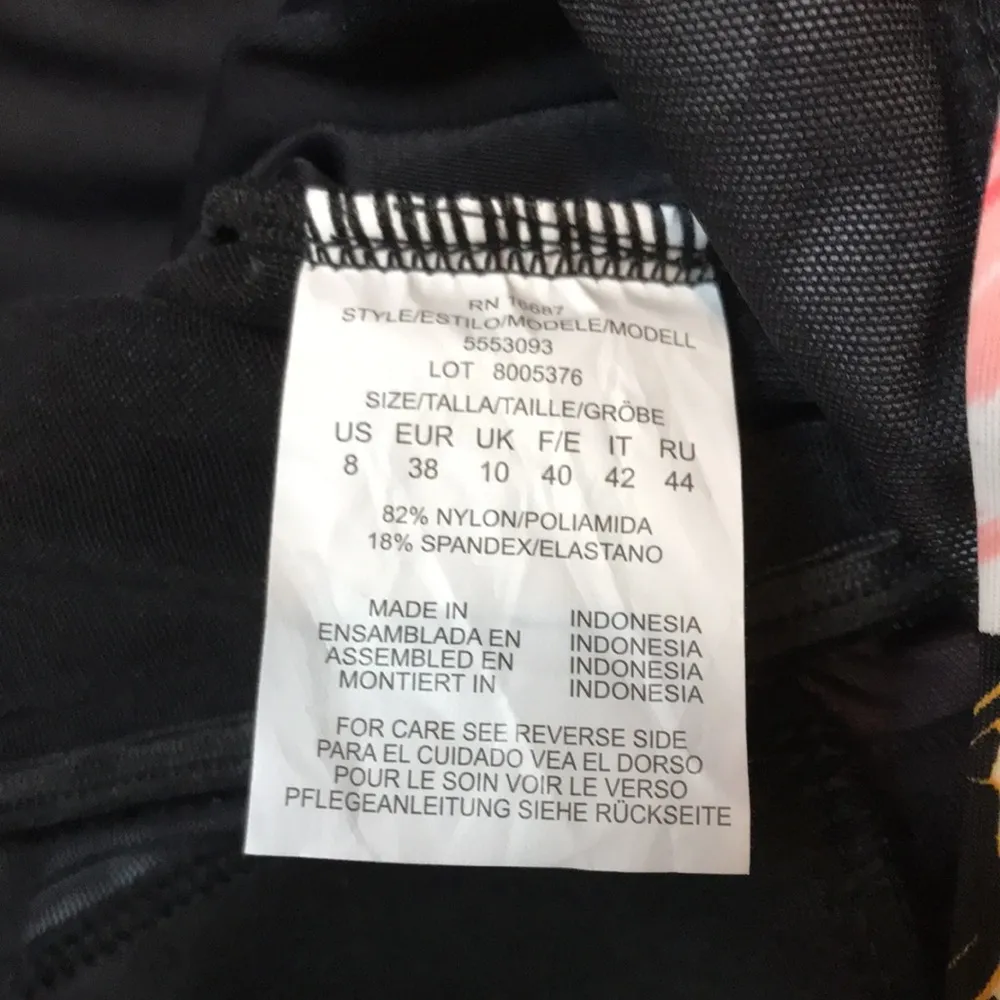 RN 16687
STYLE/ESTILO/MODELE/MODELL
5553093
LOT 8005376
SIZE/TALLA/TAILLE/GRÖBE
US EUR UK F/E IT RU
8 38 10 40 42 44
82% NYLON/POLIAMIDA
18% SPANDEX/ELASTANO
MADE IN INDONESIA
ENSAMBLADA EN INDONESIA
ASSEMBLED EN INDONESIA
MONTIERT IN INDONESIA
FOR CARE SEE REVERSE SIDE
PARA EL CUIDADO VEA EL DORSO
POUR LE SOIN VOIR LE VERSO
PFLEGEANLEITUNG SIEHE RÜCKSEITE